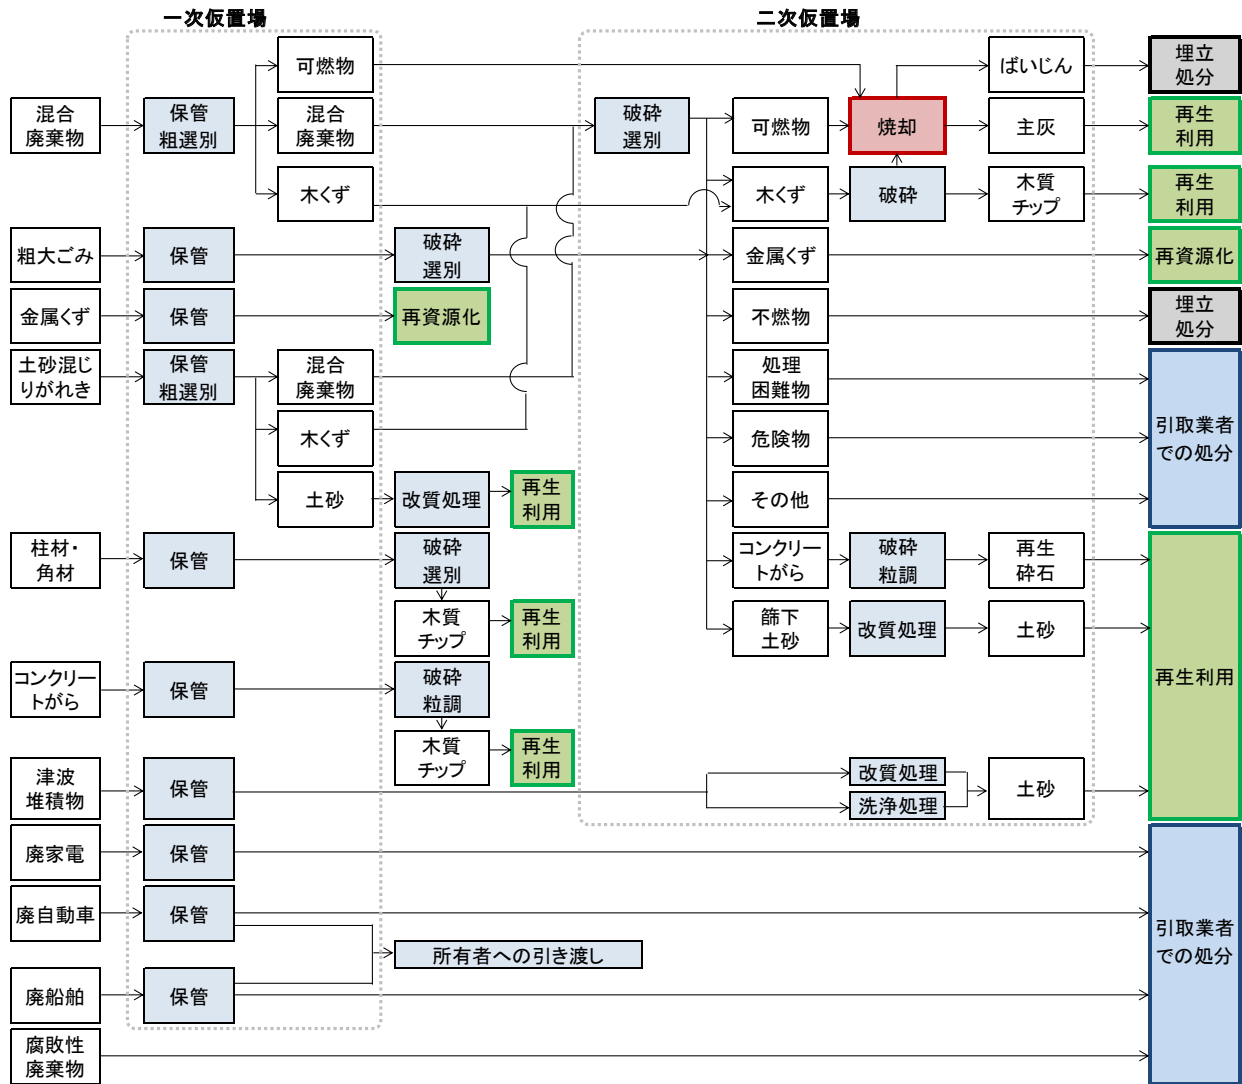 一次仮置場
二次仮置場
可燃物
ばいじん
埋立
処分
混合
廃棄物
保管
粗選別
混合
廃棄物
破砕
選別
可燃物
焼却
主灰
再生
利用
木くず
木くず
破砕
木質
チップ
再生
利用
粗大ごみ
保管
破砕
選別
金属くず
再資源化
金属くず
保管
再資源化
不燃物
埋立
処分
土砂混じ
りがれき
保管
粗選別
混合
廃棄物
処理
困難物
木くず
危険物
引取業者
での処分
土砂
改質処理
再生
利用
その他
柱材・
角材
保管
破砕
選別
コンクリー
トがら
破砕
粒調
再生
砕石
木質
チップ
再生
利用
篩下
土砂
改質処理
土砂
再生利用
コンクリー
トがら
保管
破砕
粒調
木質
チップ
再生
利用
津波
堆積物
保管
改質処理
洗浄処理
土砂
廃家電
保管
廃自動車
保管
所有者への引き渡し
引取業者
での処分
廃船舶
保管
腐敗性
廃棄物